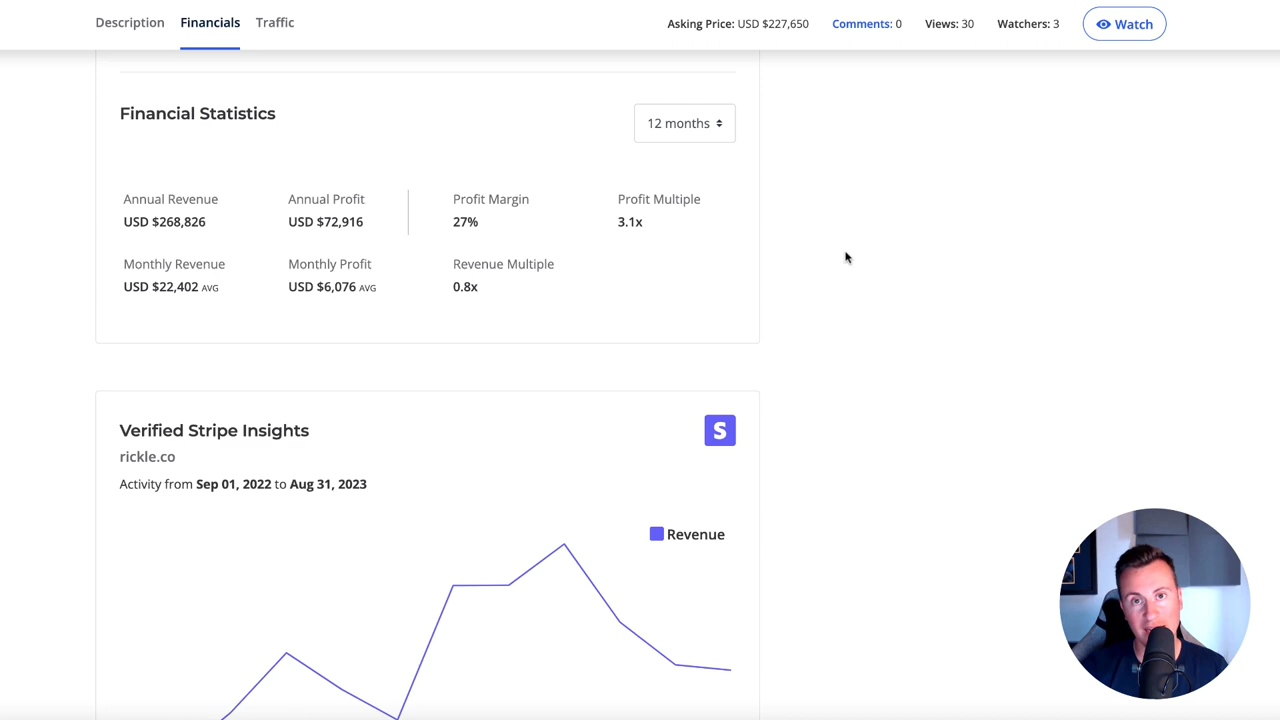 Description Financials Traffic Asking Price: USD $227,650 Comments: 0 Views: 30 Watchers: 3 Watch
Financial Statistics
12 months
Annual Revenue Annual Profit Profit Margin Profit Multiple
USD $268,826 USD $72,916 27% 3.1x
Monthly Revenue Monthly Profit Revenue Multiple
USD $22,402 AVG USD $6,076 AVG 0.8x
Verified Stripe Insights
S
rickle.co
Activity from Sep 01, 2022 to Aug 31, 2023
Revenue